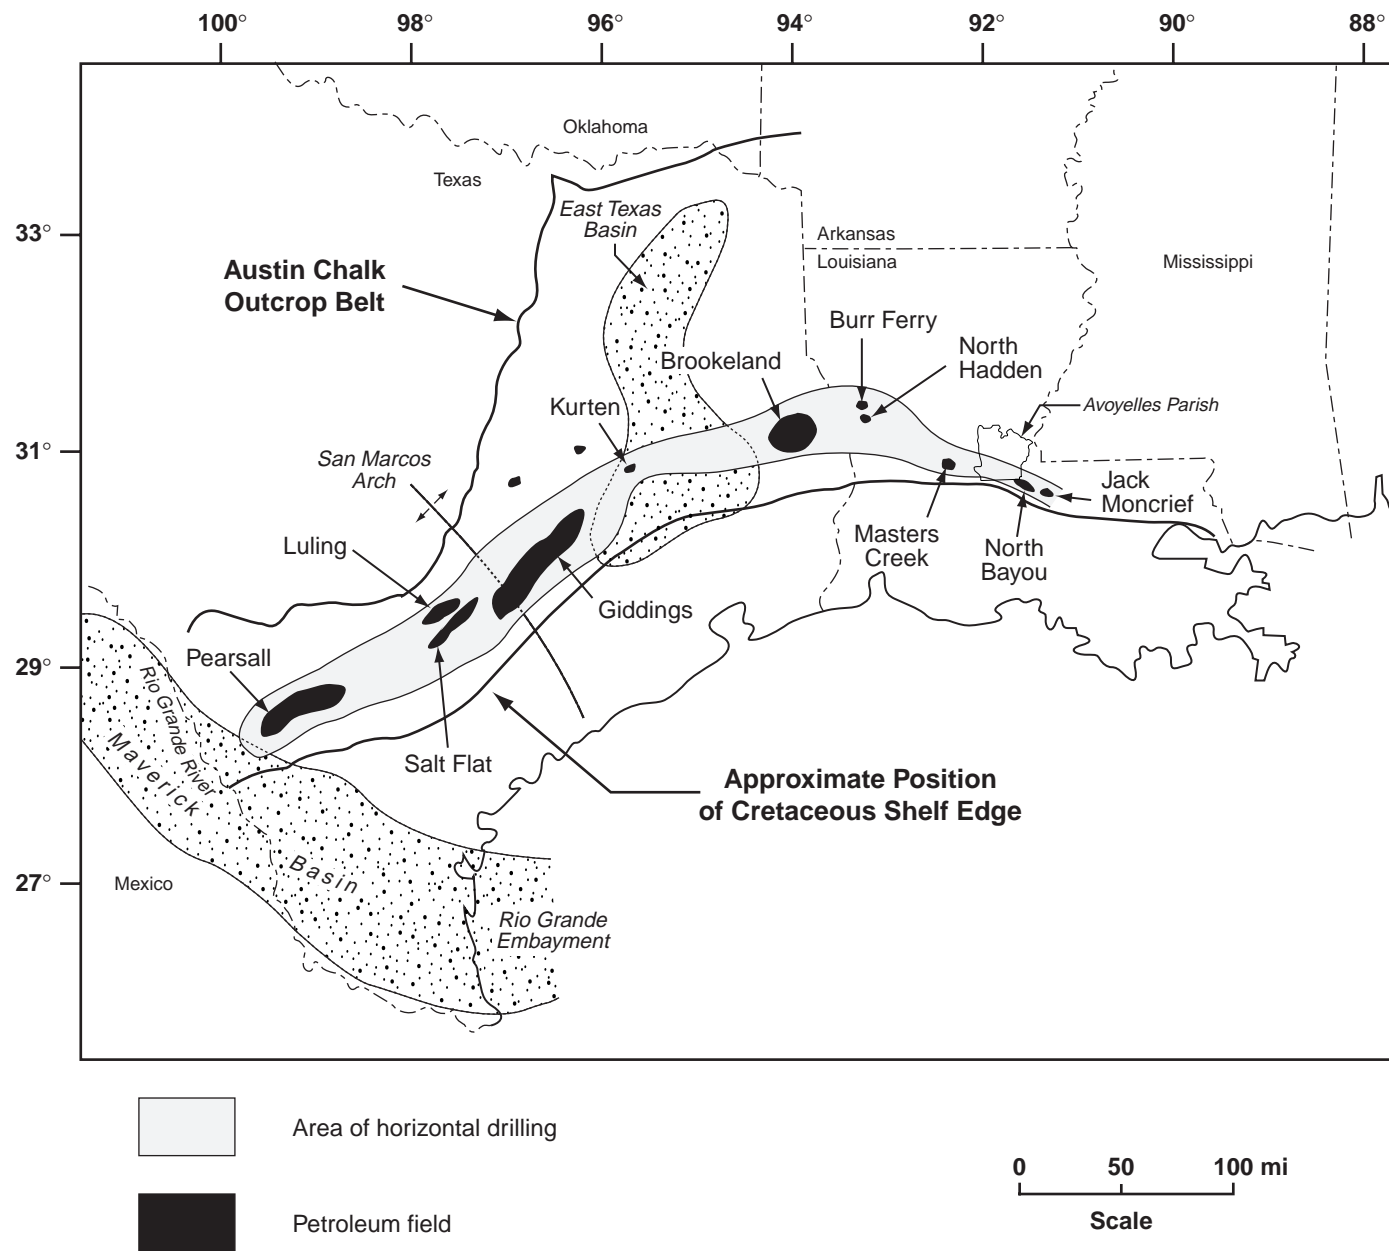 100°
98°
96°
94°
92°
90°
88°
33°
31°
29°
27°
Oklahoma
Texas
East Texas
Basin
Arkansas
Louisiana
Mississippi
Austin Chalk
Outcrop Belt
Burr Ferry
North
Hadden
Brookeland
Kurten
Avoyelles Parish
San Marcos
Arch
Jack
Moncrief
Luling
Masters
Creek
North
Bayou
Giddings
Pearsall
Rio Grande River
Salt Flat
Maverick
Basin
Approximate Position
of Cretaceous Shelf Edge
Mexico
Rio Grande
Embayment
Area of horizontal drilling
Petroleum field
0 50 100 mi
Scale